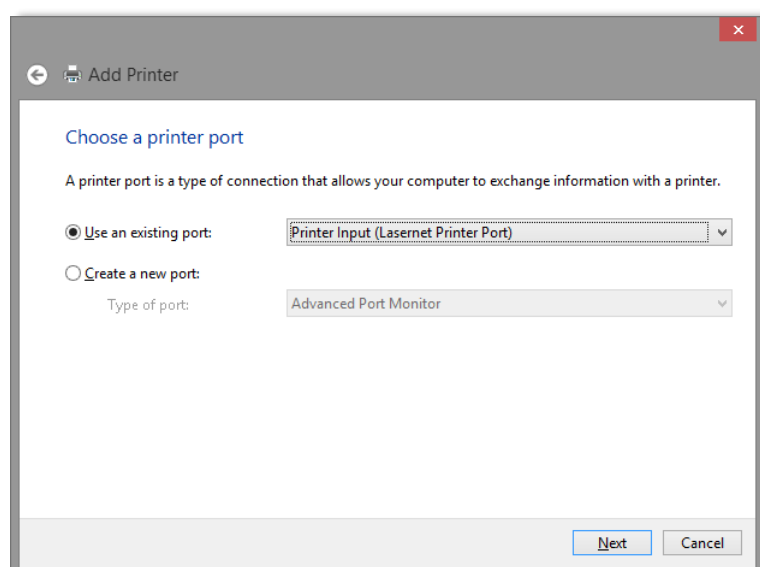 Add Printer
Choose a printer port
A printer port is a type of connection that allows your computer to exchange information with a printer.
Use an existing port: Printer Input (Lasernet Printer Port)
Create a new port:
Type of port: Advanced Port Monitor
Next Cancel